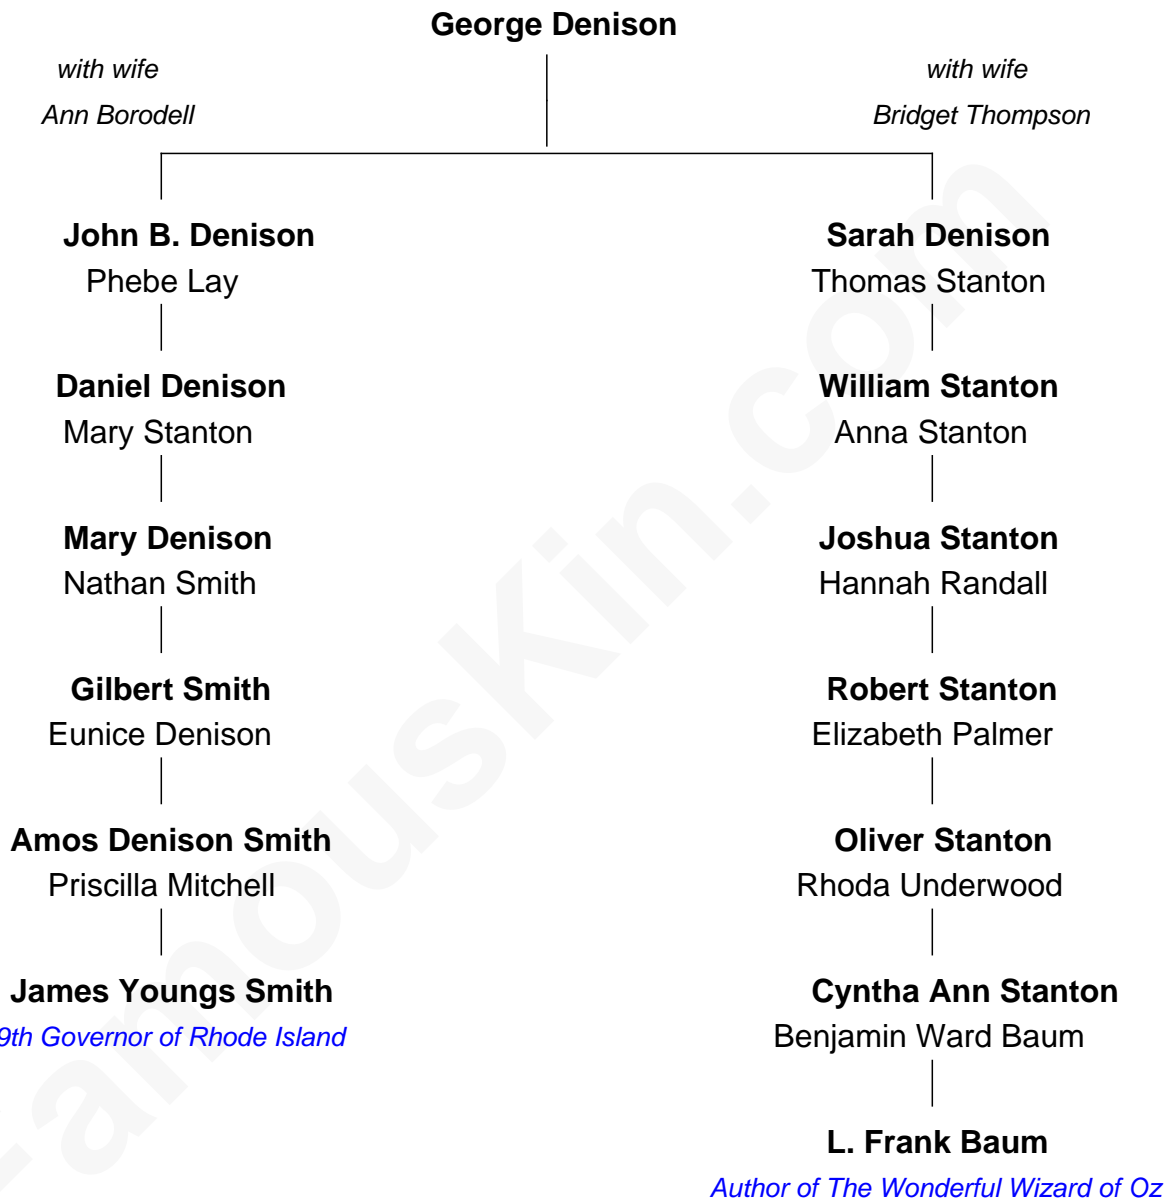 George Denison
with wife
Ann Borodell
with wife
Bridget Thompson
John B. Denison
Phebe Lay
Sarah Denison
Thomas Stanton
Daniel Denison
Mary Stanton
William Stanton
Anna Stanton
Mary Denison
Nathan Smith
Joshua Stanton
Hannah Randall
Gilbert Smith
Eunice Denison
Robert Stanton
Elizabeth Palmer
Amos Denison Smith
Priscilla Mitchell
Oliver Stanton
Rhoda Underwood
James Youngs Smith
9th Governor of Rhode Island
Cyntha Ann Stanton
Benjamin Ward Baum
L. Frank Baum
Author of The Wonderful Wizard of Oz
FamousKin.com